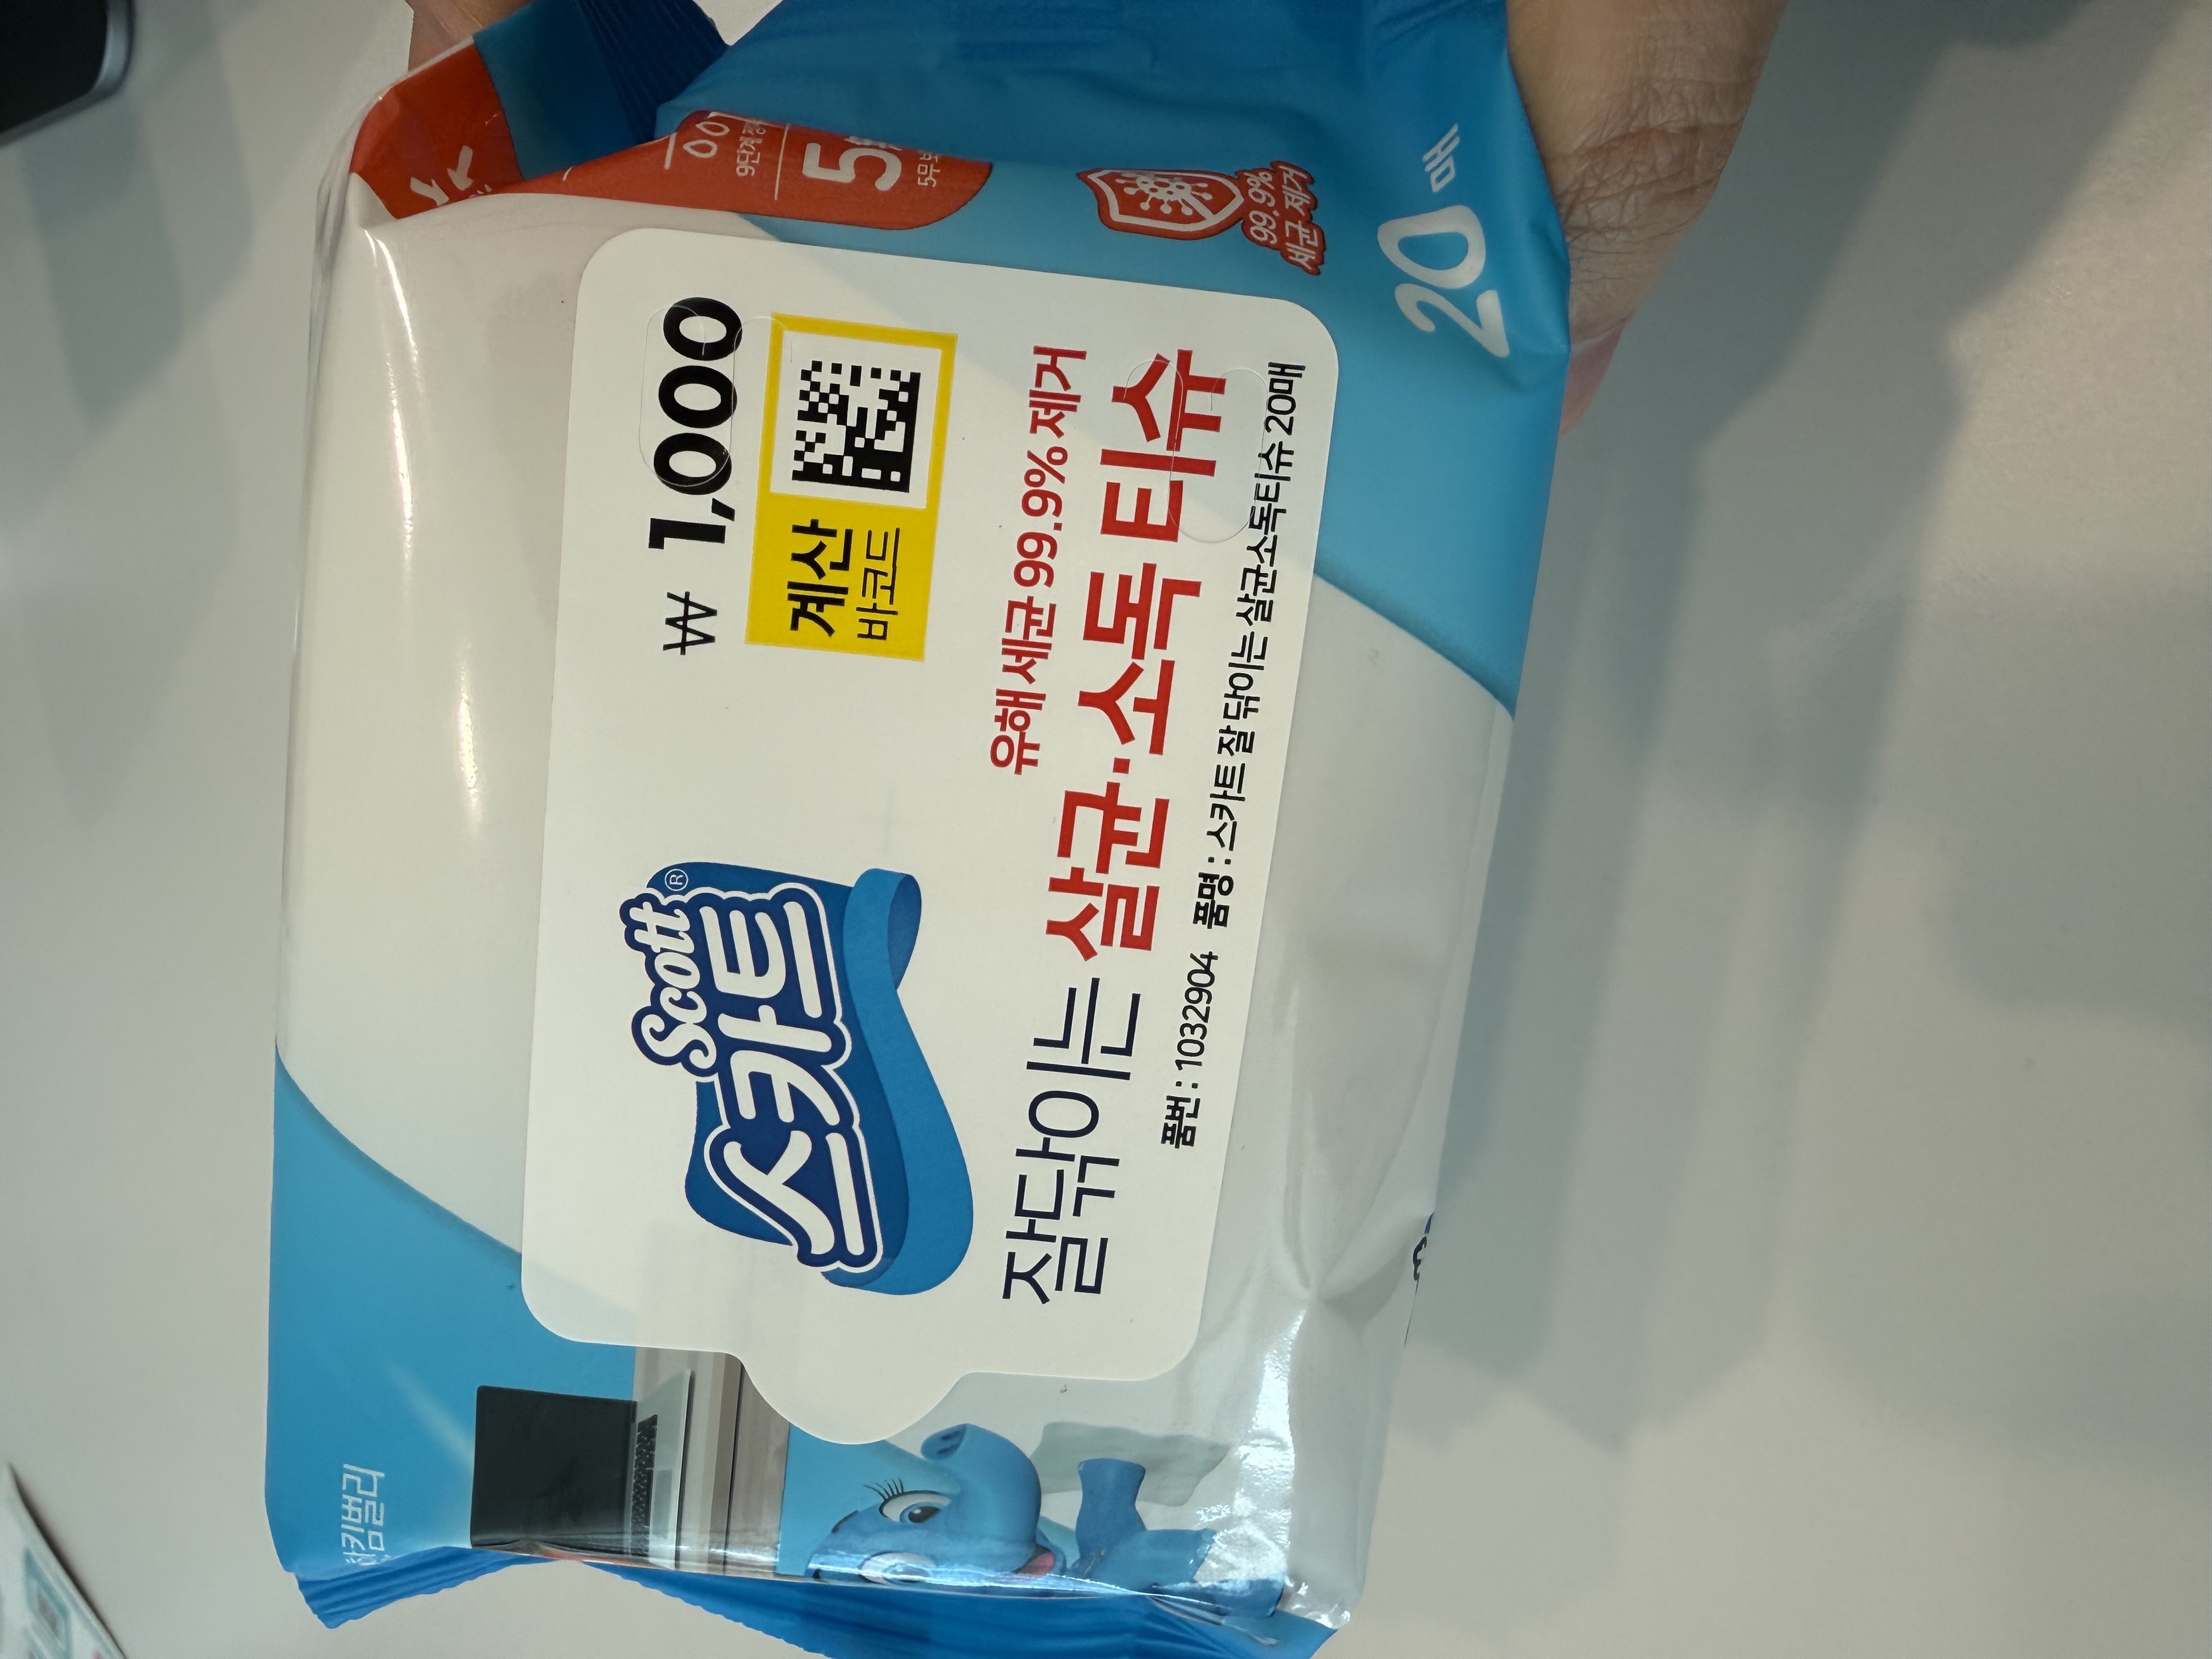 Scott®
스카트
₩ 1,000
계산
바코드
유해 세균 99.9% 제거
잘닦이는 살균·소독 티슈
품번 : 1032904 품명 : 스카트 잘 닦이는 살균소독티슈 20매
99.9%
세균 제거
20매